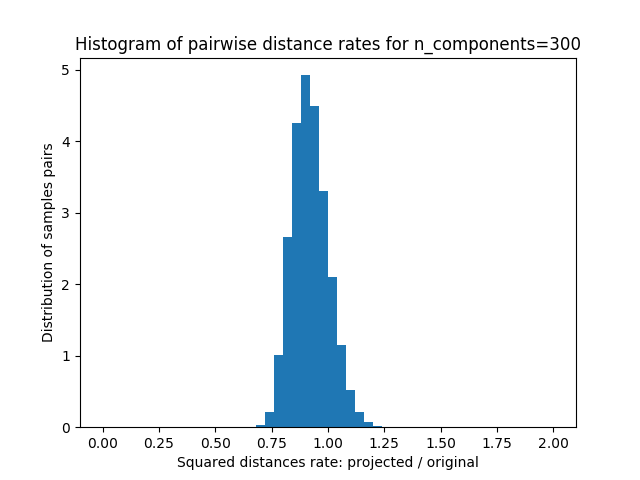 Histogram of pairwise distance rates for n_components=300
Distribution of samples pairs
5
4
3
2
1
0
0.00 0.25 0.50 0.75 1.00 1.25 1.50 1.75 2.00
Squared distances rate: projected / original